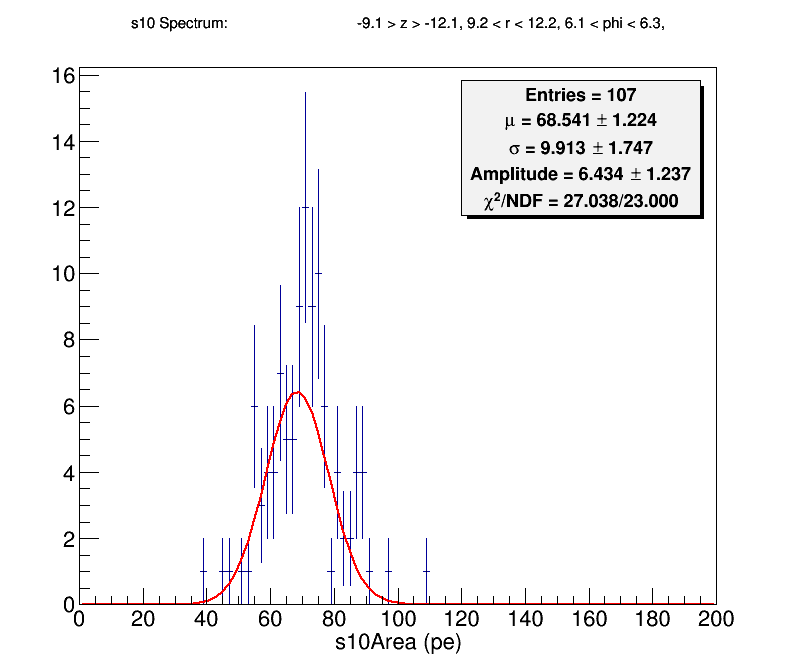 s10 Spectrum: -9.1 > z > -12.1, 9.2 < r < 12.2, 6.1 < phi < 6.3,
Entries = 107
μ = 68.541 ± 1.224
σ = 9.913 ± 1.747
Amplitude = 6.434 ± 1.237
χ²/NDF = 27.038/23.000
16
14
12
10
8
6
4
2
0
0 20 40 60 80 100 120 140 160 180 200
s10Area (pe)